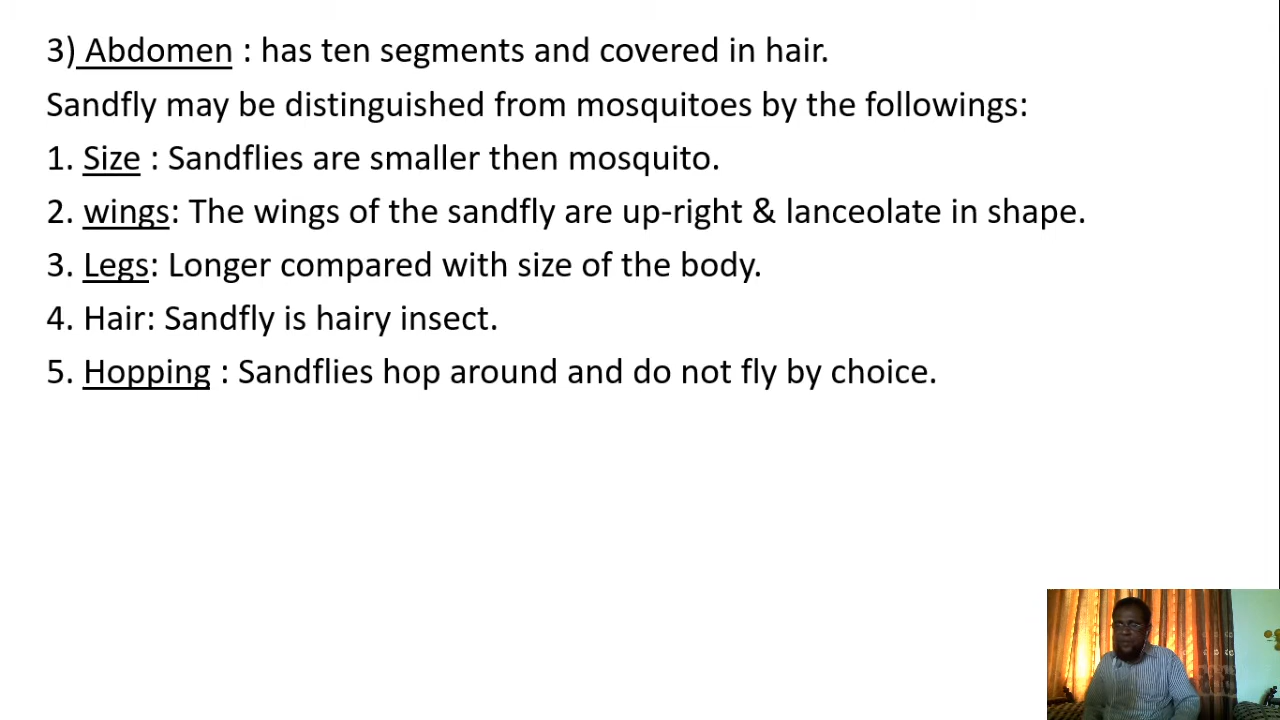 3) Abdomen : has ten segments and covered in hair.
Sandfly may be distinguished from mosquitoes by the followings:
1. Size : Sandflies are smaller then mosquito.
2. wings: The wings of the sandfly are up-right & lanceolate in shape.
3. Legs: Longer compared with size of the body.
4. Hair: Sandfly is hairy insect.
5. Hopping : Sandflies hop around and do not fly by choice.